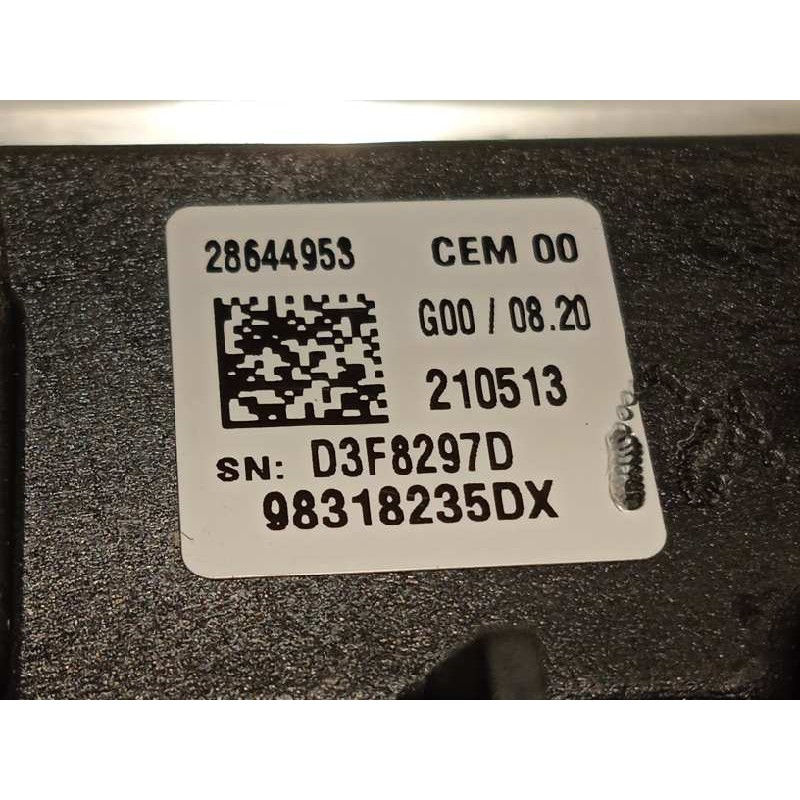 28644953 CEM 00
G00 / 08.20
210513
SN: D3F8297D
98318235DX